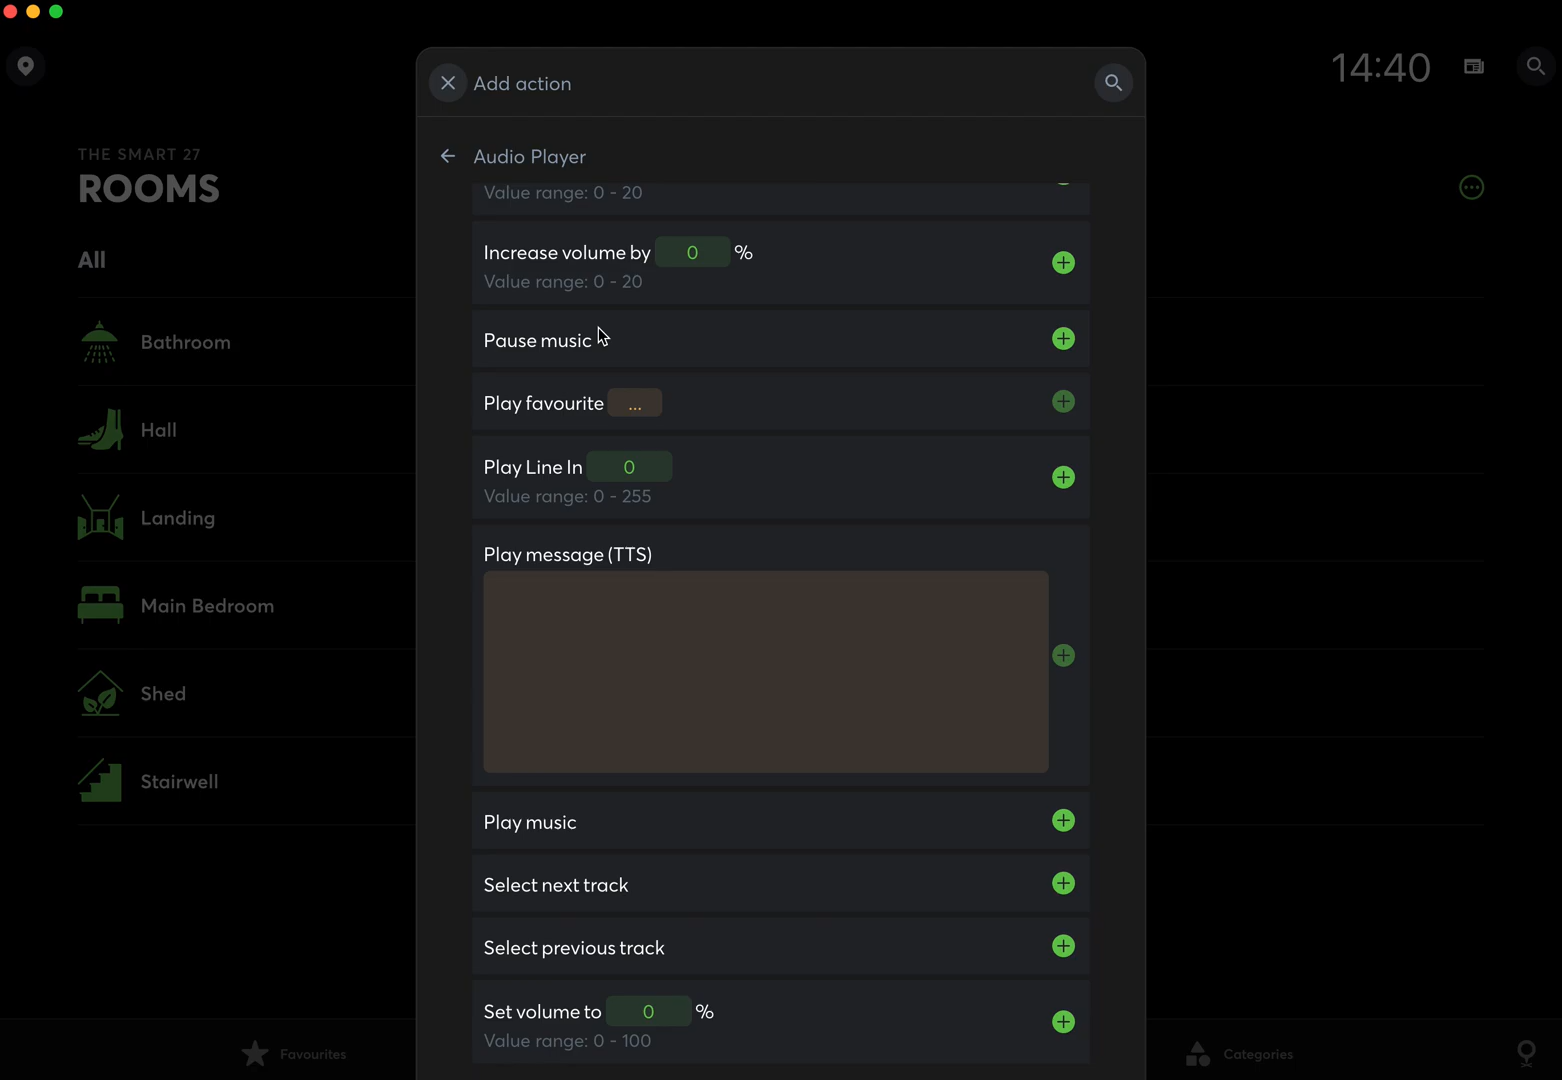 Add action
14:40
Audio Player
THE SMART 27
ROOMS
All
Bathroom
Hall
Landing
Main Bedroom
Shed
Stairwell
Value range: 0 - 20
Increase volume by 0 %
Value range: 0 - 20
Pause music
Play favourite ...
Play Line In 0
Value range: 0 - 255
Play message (TTS)
Play music
Select next track
Select previous track
Set volume to 0 %
Value range: 0 - 100
Favourites
Categories